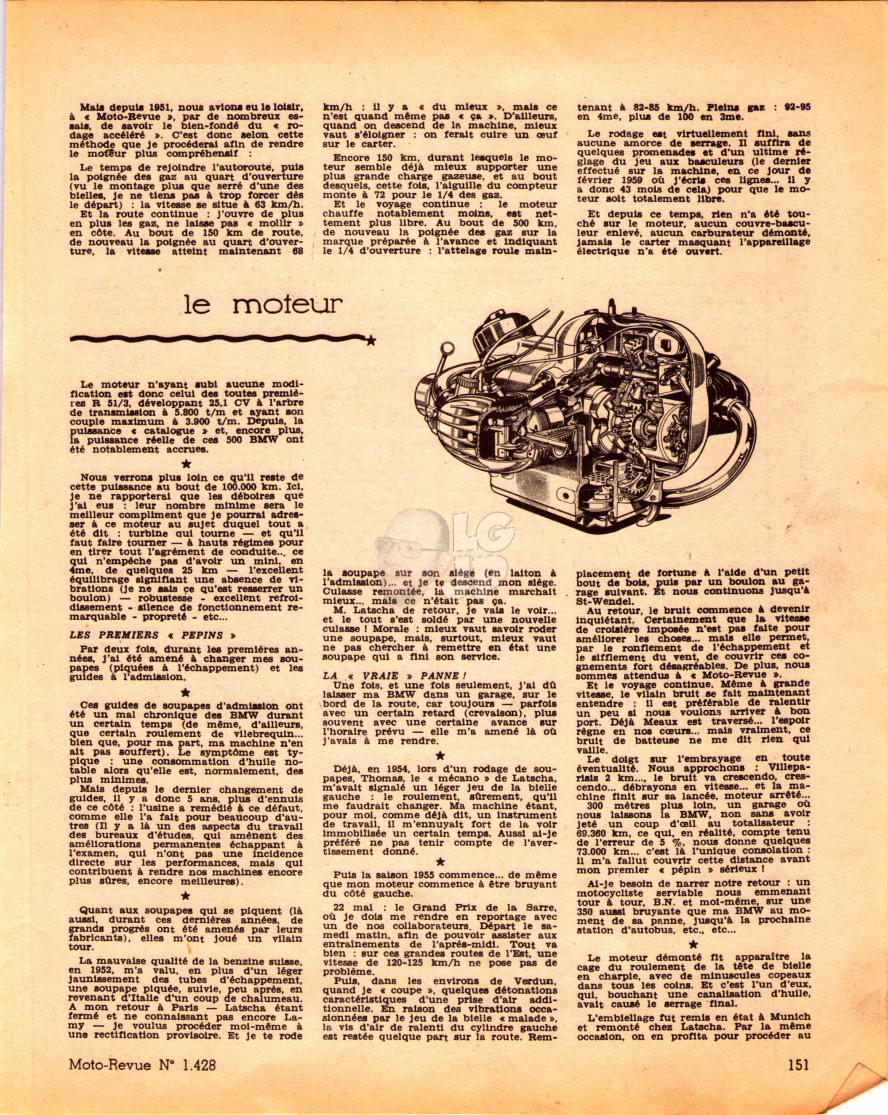 Mais depuis 1951, nous avions eu le loisir,
à « Moto-Revue », par de nombreux es-
sais, de savoir le bien-fondé du « ro-
dage accéléré ». C'est donc selon cette
méthode que je procéderai afin de rendre
le moteur plus compréhensif :
Le temps de rejoindre l'autoroute, puis
la poignée des gaz au quart d'ouverture
(vu le montage plus serré d'une des
bielles, je ne tiens pas à trop forcer dès
le départ) : la vitesse se situe à 63 km/h.
Et la route continue : j'ouvre de plus
en plus les gaz, ne laisse pas « mollir »
en côte. Au bout de 150 km de route,
de nouveau la poignée au quart d'ouver-
ture, la vitesse atteint maintenant 68
km/h : il y a « du mieux », mais ce
n'est quand même pas « ça ». D'ailleurs,
quand on descend de la machine, mieux
vaut s'éloigner : on ferait cuire un œuf
sur le carter.
Encore 150 km, durant lesquels le mo-
teur semble déjà mieux supporter une
plus grande charge gazeuse, et au bout
desquels, cette fois, l'aiguille du compteur
monte à 72 pour le 1/4 des gaz.
Et le voyage continue : le moteur
chauffe notablement moins, est net-
tement plus libre. Au bout de 500 km,
de nouveau la poignée des gaz sur la
marque préparée à l'avance et indiquant
le 1/4 d'ouverture : l'attelage roule main-
tenant à 82-85 km/h. Pleins gaz : 92-95
en 4me, plus de 100 en 3me.
Le rodage est virtuellement fini, sans
aucune amorce de serrage. Il suffira de
quelques promenades et d'un ultime ré-
glage du jeu aux basculeurs (le dernier
effectué sur la machine, en ce jour de
février 1959 où j'écris ces lignes... il y
a donc 43 mois de cela) pour que le mo-
teur soit totalement libre.
Et depuis ce temps, rien n'a été tou-
ché sur le moteur, aucun couvre-bascu-
leur enlevé, aucun carburateur démonté,
jamais le carter masquant l'appareillage
électrique n'a été ouvert.
le moteur
Le moteur n'ayant subi aucune modi-
fication est donc celui des toutes premiè-
res R 51/3, développant 25,1 CV à l'arbre
de transmission à 5.800 t/m et ayant son
couple maximum à 3.900 t/m. Depuis, la
puissance « catalogue » et, encore plus,
la puissance réelle de ces 500 BMW ont
été notablement accrues.
★
Nous verrons plus loin ce qu'il reste de
cette puissance au bout de 100.000 km. Ici,
je ne rapporterai que les déboires que
j'ai eus : leur nombre minime sera le
meilleur compliment que je pourrai adres-
ser à ce moteur au sujet duquel tout a
été dit : turbine qui tourne — et qu'il
faut faire tourner — à hauts régimes pour
en tirer tout l'agrément de conduite... ce
qui n'empêche pas d'avoir un mini, en
4me, de quelques 25 km — l'excellent
équilibrage signifiant une absence de vi-
brations (je ne sais ce qu'est resserrer un
boulon) — robustesse - excellent refroi-
dissement - silence de fonctionnement re-
marquable - propreté - etc...
LES PREMIERS « PEPINS »
Par deux fois, durant les premières an-
nées, j'ai été amené à changer mes sou-
papes (piquées à l'échappement) et les
guides à l'admission.
★
Ces guides de soupapes d'admission ont
été un mal chronique des BMW durant
un certain temps (de même, d'ailleurs,
que certain roulement de vilebrequin...
bien que, pour ma part, ma machine n'en
ait pas souffert). Le symptôme est ty-
pique : une consommation d'huile no-
table alors qu'elle est, normalement, des
plus minimes.
Mais depuis le dernier changement de
guides, il y a donc 5 ans, plus d'ennuis
de ce côté : l'usine a remédié à ce défaut,
comme elle l'a fait pour beaucoup d'au-
tres (Il y a là un des aspects du travail
des bureaux d'études, qui amènent des
améliorations permanentes échappant à
l'examen, qui n'ont pas une incidence
directe sur les performances, mais qui
contribuent à rendre nos machines encore
plus sûres, encore meilleures).
★
Quant aux soupapes qui se piquent (là
aussi, durant ces dernières années, de
grands progrès ont été amenés par leurs
fabricants), elles m'ont joué un vilain
tour.
La mauvaise qualité de la benzine suisse,
en 1952, m'a valu, en plus d'un léger
jaunissement des tubes d'échappement,
une soupape piquée, suivie, peu après, en
revenant d'Italie d'un coup de chalumeau.
A mon retour à Paris — Latscha étant
fermé et ne connaissant pas encore La-
my — je voulus procéder moi-même à
une rectification provisoire. Et je te rode
la soupape sur son siège (en laiton à
l'admission)... et je te descend mon siège.
Culasse remontée, la machine marchait
mieux... mais ce n'était pas ça.
M. Latscha de retour, je vais le voir...
et le tout s'est soldé par une nouvelle
culasse ! Morale : mieux vaut savoir roder
une soupape, mais, surtout, mieux vaut
ne pas chercher à remettre en état une
soupape qui a fini son service.
LA « VRAIE » PANNE !
Une fois, et une fois seulement, j'ai dû
laisser ma BMW dans un garage, sur le
bord de la route, car toujours — parfois
avec un certain retard (crevaison), plus
souvent avec une certaine avance sur
l'horaire prévu — elle m'a amené là où
j'avais à me rendre.
★
Déjà, en 1954, lors d'un rodage de sou-
papes, Thomas, le « mécano » de Latscha,
m'avait signalé un léger jeu de la bielle
gauche : le roulement, sûrement, qu'il
me faudrait changer. Ma machine étant,
pour moi, comme déjà dit, un instrument
de travail, il m'ennuyait fort de la voir
immobilisée un certain temps. Aussi ai-je
préféré ne pas tenir compte de l'aver-
tissement donné.
★
Puis la saison 1955 commence... de même
que mon moteur commence à être bruyant
du côté gauche.
22 mai : le Grand Prix de la Sarre,
où je dois me rendre en reportage avec
un de nos collaborateurs. Départ le sa-
medi matin, afin de pouvoir assister aux
entraînements de l'après-midi. Tout va
bien : sur ces grandes routes de l'Est, une
vitesse de 120-125 km/h ne pose pas de
problème.
Puis, dans les environs de Verdun,
quand je « coupe », quelques détonations
caractéristiques d'une prise d'air addi-
tionnelle. En raison des vibrations occa-
sionnées par le jeu de la bielle « malade »,
la vis d'air de ralenti du cylindre gauche
est restée quelque part sur la route. Rem-
placement de fortune à l'aide d'un petit
bout de bois, puis par un boulon au ga-
rage suivant. Et nous continuons jusqu'à
St-Wendel.
Au retour, le bruit commence à devenir
inquiétant. Certainement que la vitesse
de croisière imposée n'est pas faite pour
améliorer les choses... mais elle permet,
par le ronflement de l'échappement et
le sifflement du vent, de couvrir ces co-
gnements fort désagréables. De plus, nous
sommes attendus à « Moto-Revue ».
Et le voyage continue. Même à grande
vitesse, le vilain bruit se fait maintenant
entendre : il est préférable de ralentir
un peu si nous voulons arriver à bon
port. Déjà Meaux est traversé... l'espoir
règne en nos cœurs... mais vraiment, ce
bruit de batteuse ne me dit rien qui
vaille.
Le doigt sur l'embrayage en toute
éventualité. Nous approchons : Villepa-
risis 2 km..., le bruit va crescendo, cres-
cendo... débrayons en vitesse... et la ma-
chine finit sur sa lancée, moteur arrêté...
300 mètres plus loin, un garage où
nous laissons la BMW, non sans avoir
jeté un coup d'œil au totalisateur :
69.360 km, ce qui, en réalité, compte tenu
de l'erreur de 5 %, nous donne quelques
73.000 km... c'est là l'unique consolation :
il m'a fallut couvrir cette distance avant
mon premier « pépin » sérieux !
Ai-je besoin de narrer notre retour : un
motocycliste serviable nous emmenant
tour à tour, B.N. et moi-même, sur une
350 aussi bruyante que ma BMW au mo-
ment de sa panne, jusqu'à la prochaine
station d'autobus, etc., etc...
★
Le moteur démonté fit apparaître la
cage du roulement de la tête de bielle
en charpie, avec de minuscules copeaux
dans tous les coins. Et c'est l'un d'eux,
qui, bouchant une canalisation d'huile,
avait causé le serrage final.
L'embiellage fut remis en état à Munich
et remonté chez Latscha. Par la même
occasion, on en profita pour procéder au
Moto-Revue N° 1.428
151
LG